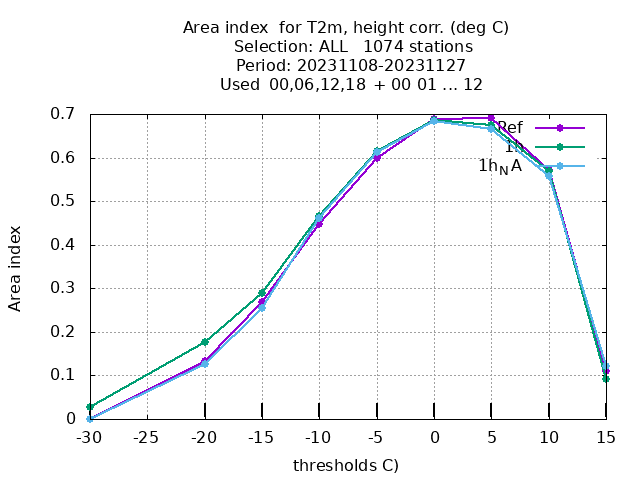 Area index  for T2m, height corr. (deg C)
Selection: ALL   1074 stations
Period: 20231108-20231127
Used  00,06,12,18  + 00 01 ... 12
0.7
0.6
0.5
0.4
0.3
0.2
0.1
0
Area index
Ref
1h
1h_NA
-30 -25 -20 -15 -10 -5 0 5 10 15
thresholds C)